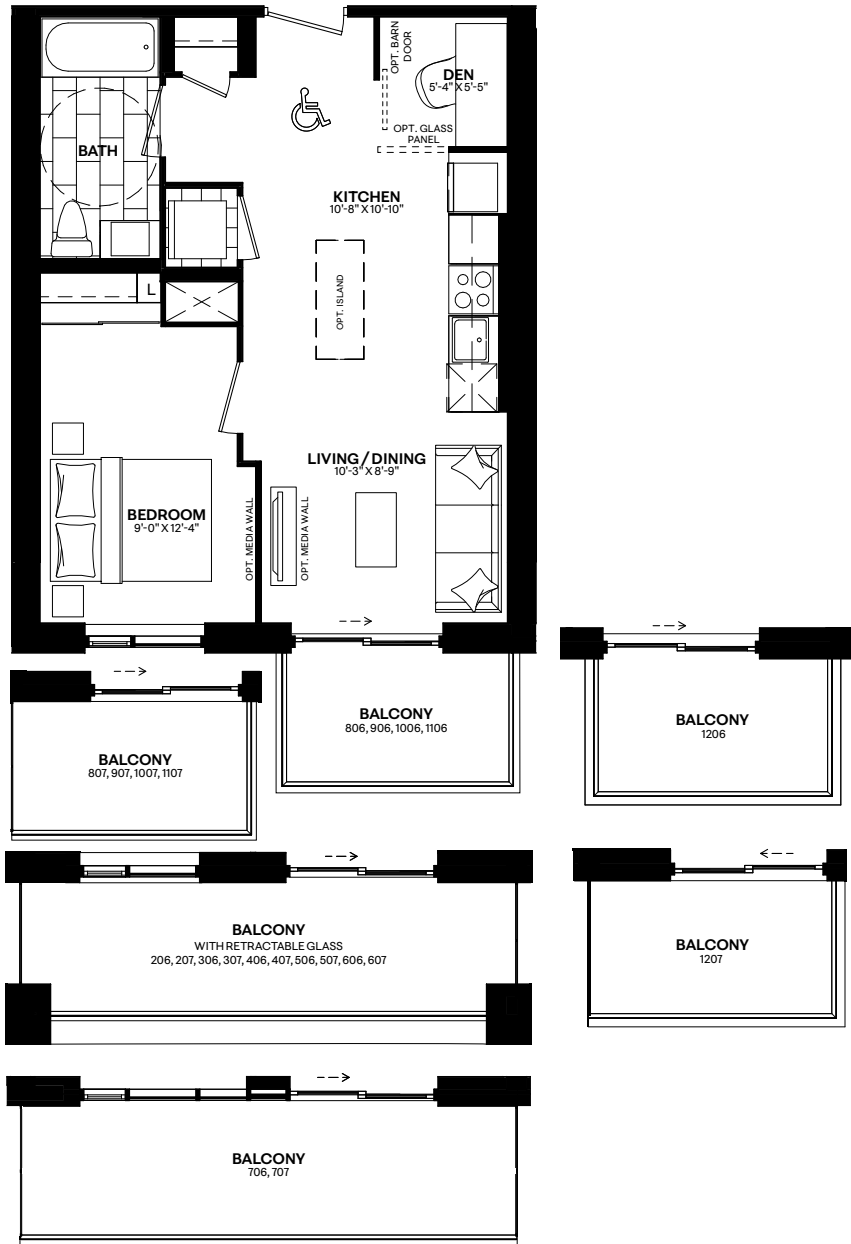 OPT. BARN
DOOR
DEN
5'-4" X 5'-5"
OPT. GLASS
PANEL
BATH
KITCHEN
10'-8" X 10'-10"
OPT. ISLAND
L
LIVING / DINING
10'-3" X 8'-9"
BEDROOM
9'-0" X 12'-4"
OPT. MEDIA WALL
OPT. MEDIA WALL
BALCONY
806, 906, 1006, 1106
BALCONY
1206
BALCONY
807, 907, 1007, 1107
BALCONY
WITH RETRACTABLE GLASS
206, 207, 306, 307, 406, 407, 506, 507, 606, 607
BALCONY
1207
BALCONY
706, 707